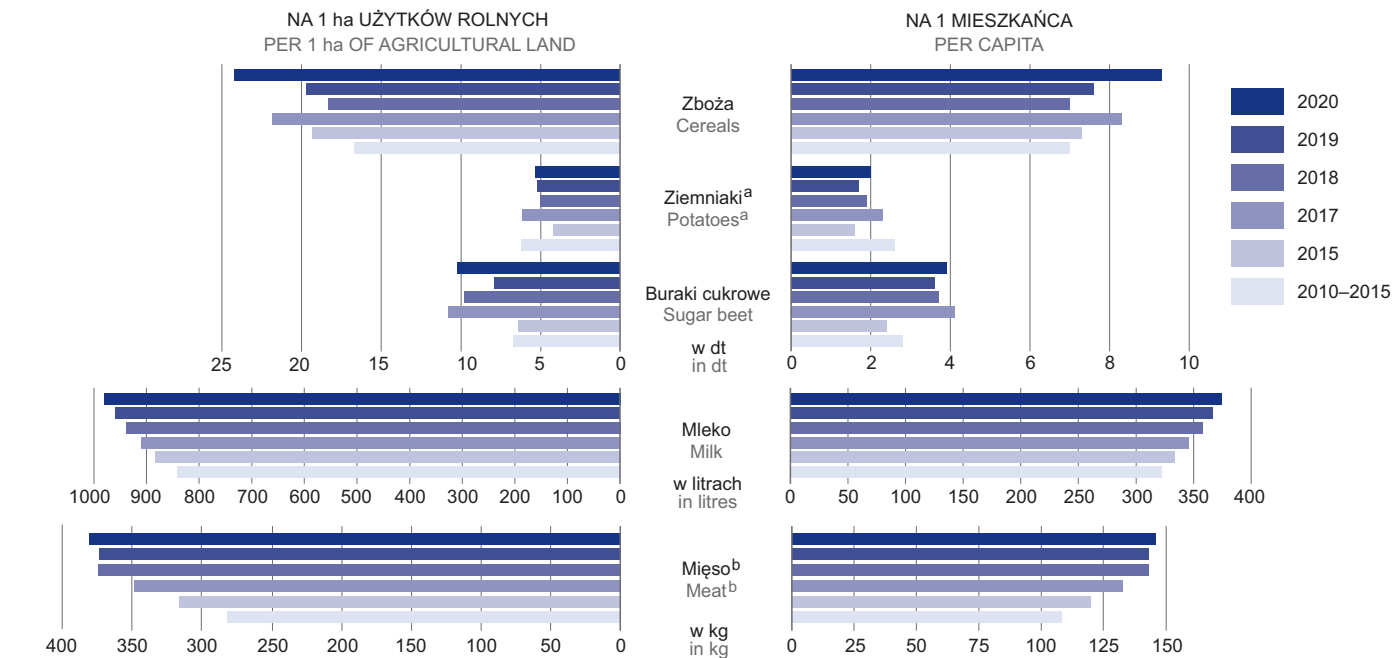 NA 1 ha UŻYTKÓW ROLNYCH
PER 1 ha OF AGRICULTURAL LAND
NA 1 MIESZKAŃCA
PER CAPITA
Zboża
Cereals
Ziemniakiᵃ
Potatoesᵃ
Buraki cukrowe
Sugar beet
w dt
in dt
25 20 15 10 5 0
0 2 4 6 8 10
Mleko
Milk
w litrach
in litres
1000 900 800 700 600 500 400 300 200 100 0
0 50 100 150 200 250 300 350 400
Mięsoᵇ
Meatᵇ
w kg
in kg
400 350 300 250 200 150 100 50 0
0 25 50 75 100 125 150
2020
2019
2018
2017
2015
2010–2015